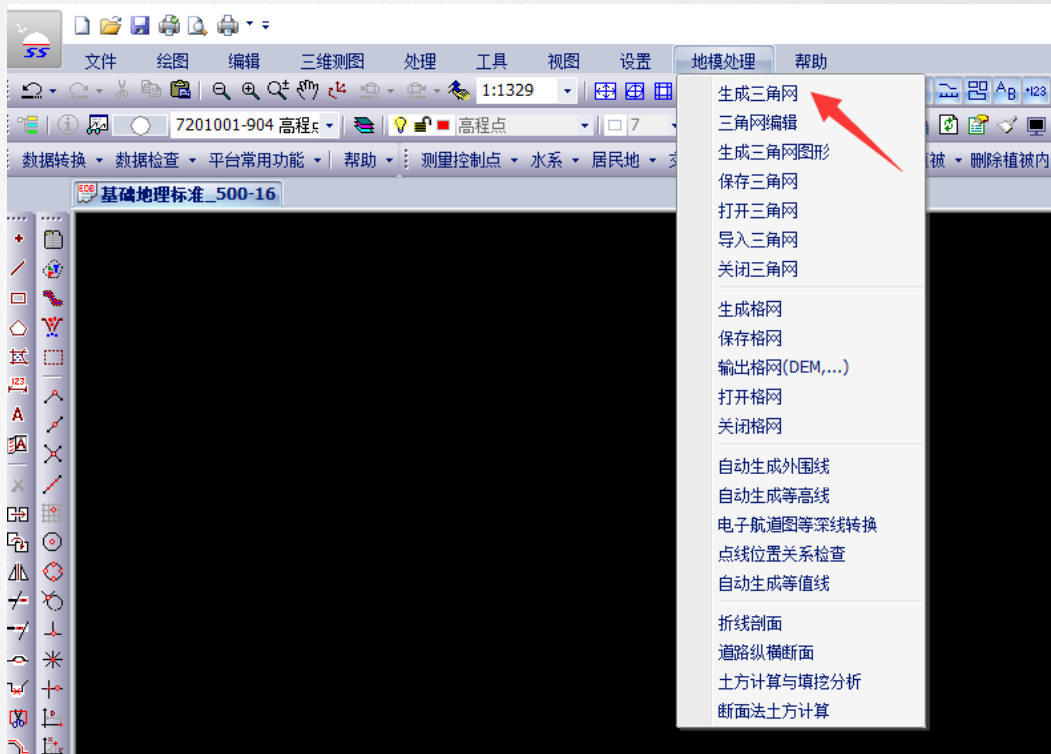 SS
文件 绘图 编辑 三维测图 处理 工具 视图 设置 地模处理 帮助
1:1329
AB 123
7201001-904 高程点 高程点 7
数据转换 数据检查 平台常用功能 帮助 测量控制点 水系 居民地 被 删除植被内
EDB 基础地理标准_500-16
生成三角网
三角网编辑
生成三角网图形
保存三角网
打开三角网
导入三角网
关闭三角网
生成格网
保存格网
输出格网(DEM,...)
打开格网
关闭格网
自动生成外围线
自动生成等高线
电子航道图等深线转换
点线位置关系检查
自动生成等值线
折线剖面
道路纵横断面
土方计算与填挖分析
断面法土方计算
123
A
A